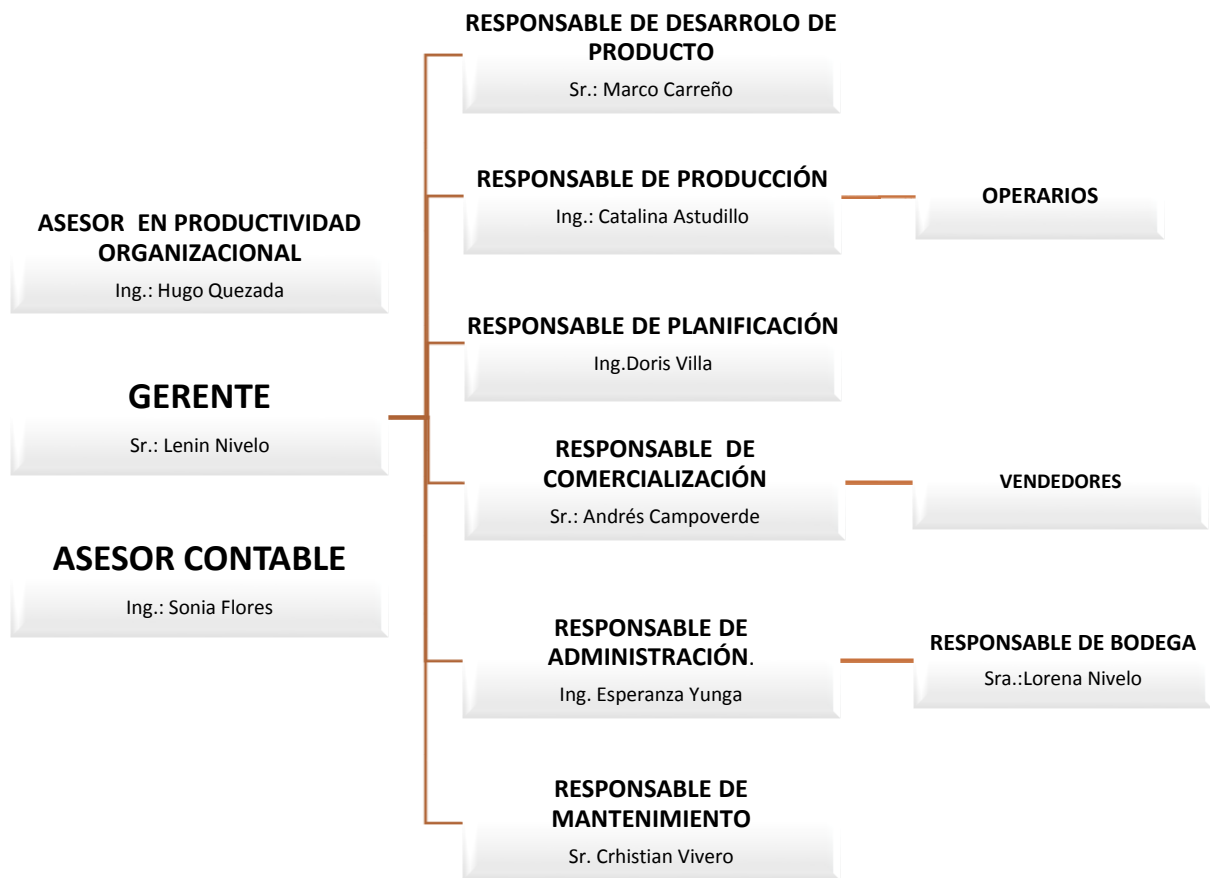 ASESOR EN PRODUCTIVIDAD
ORGANIZACIONAL
Ing.: Hugo Quezada
GERENTE
Sr.: Lenin Nivelo
ASESOR CONTABLE
Ing.: Sonia Flores
RESPONSABLE DE DESARROLO DE
PRODUCTO
Sr.: Marco Carreño
RESPONSABLE DE PRODUCCIÓN
Ing.: Catalina Astudillo
OPERARIOS
RESPONSABLE DE PLANIFICACIÓN
Ing.Doris Villa
RESPONSABLE DE
COMERCIALIZACIÓN
Sr.: Andrés Campoverde
VENDEDORES
RESPONSABLE DE
ADMINISTRACIÓN.
Ing. Esperanza Yunga
RESPONSABLE DE BODEGA
Sra.:Lorena Nivelo
RESPONSABLE DE
MANTENIMIENTO
Sr. Crhistian Vivero